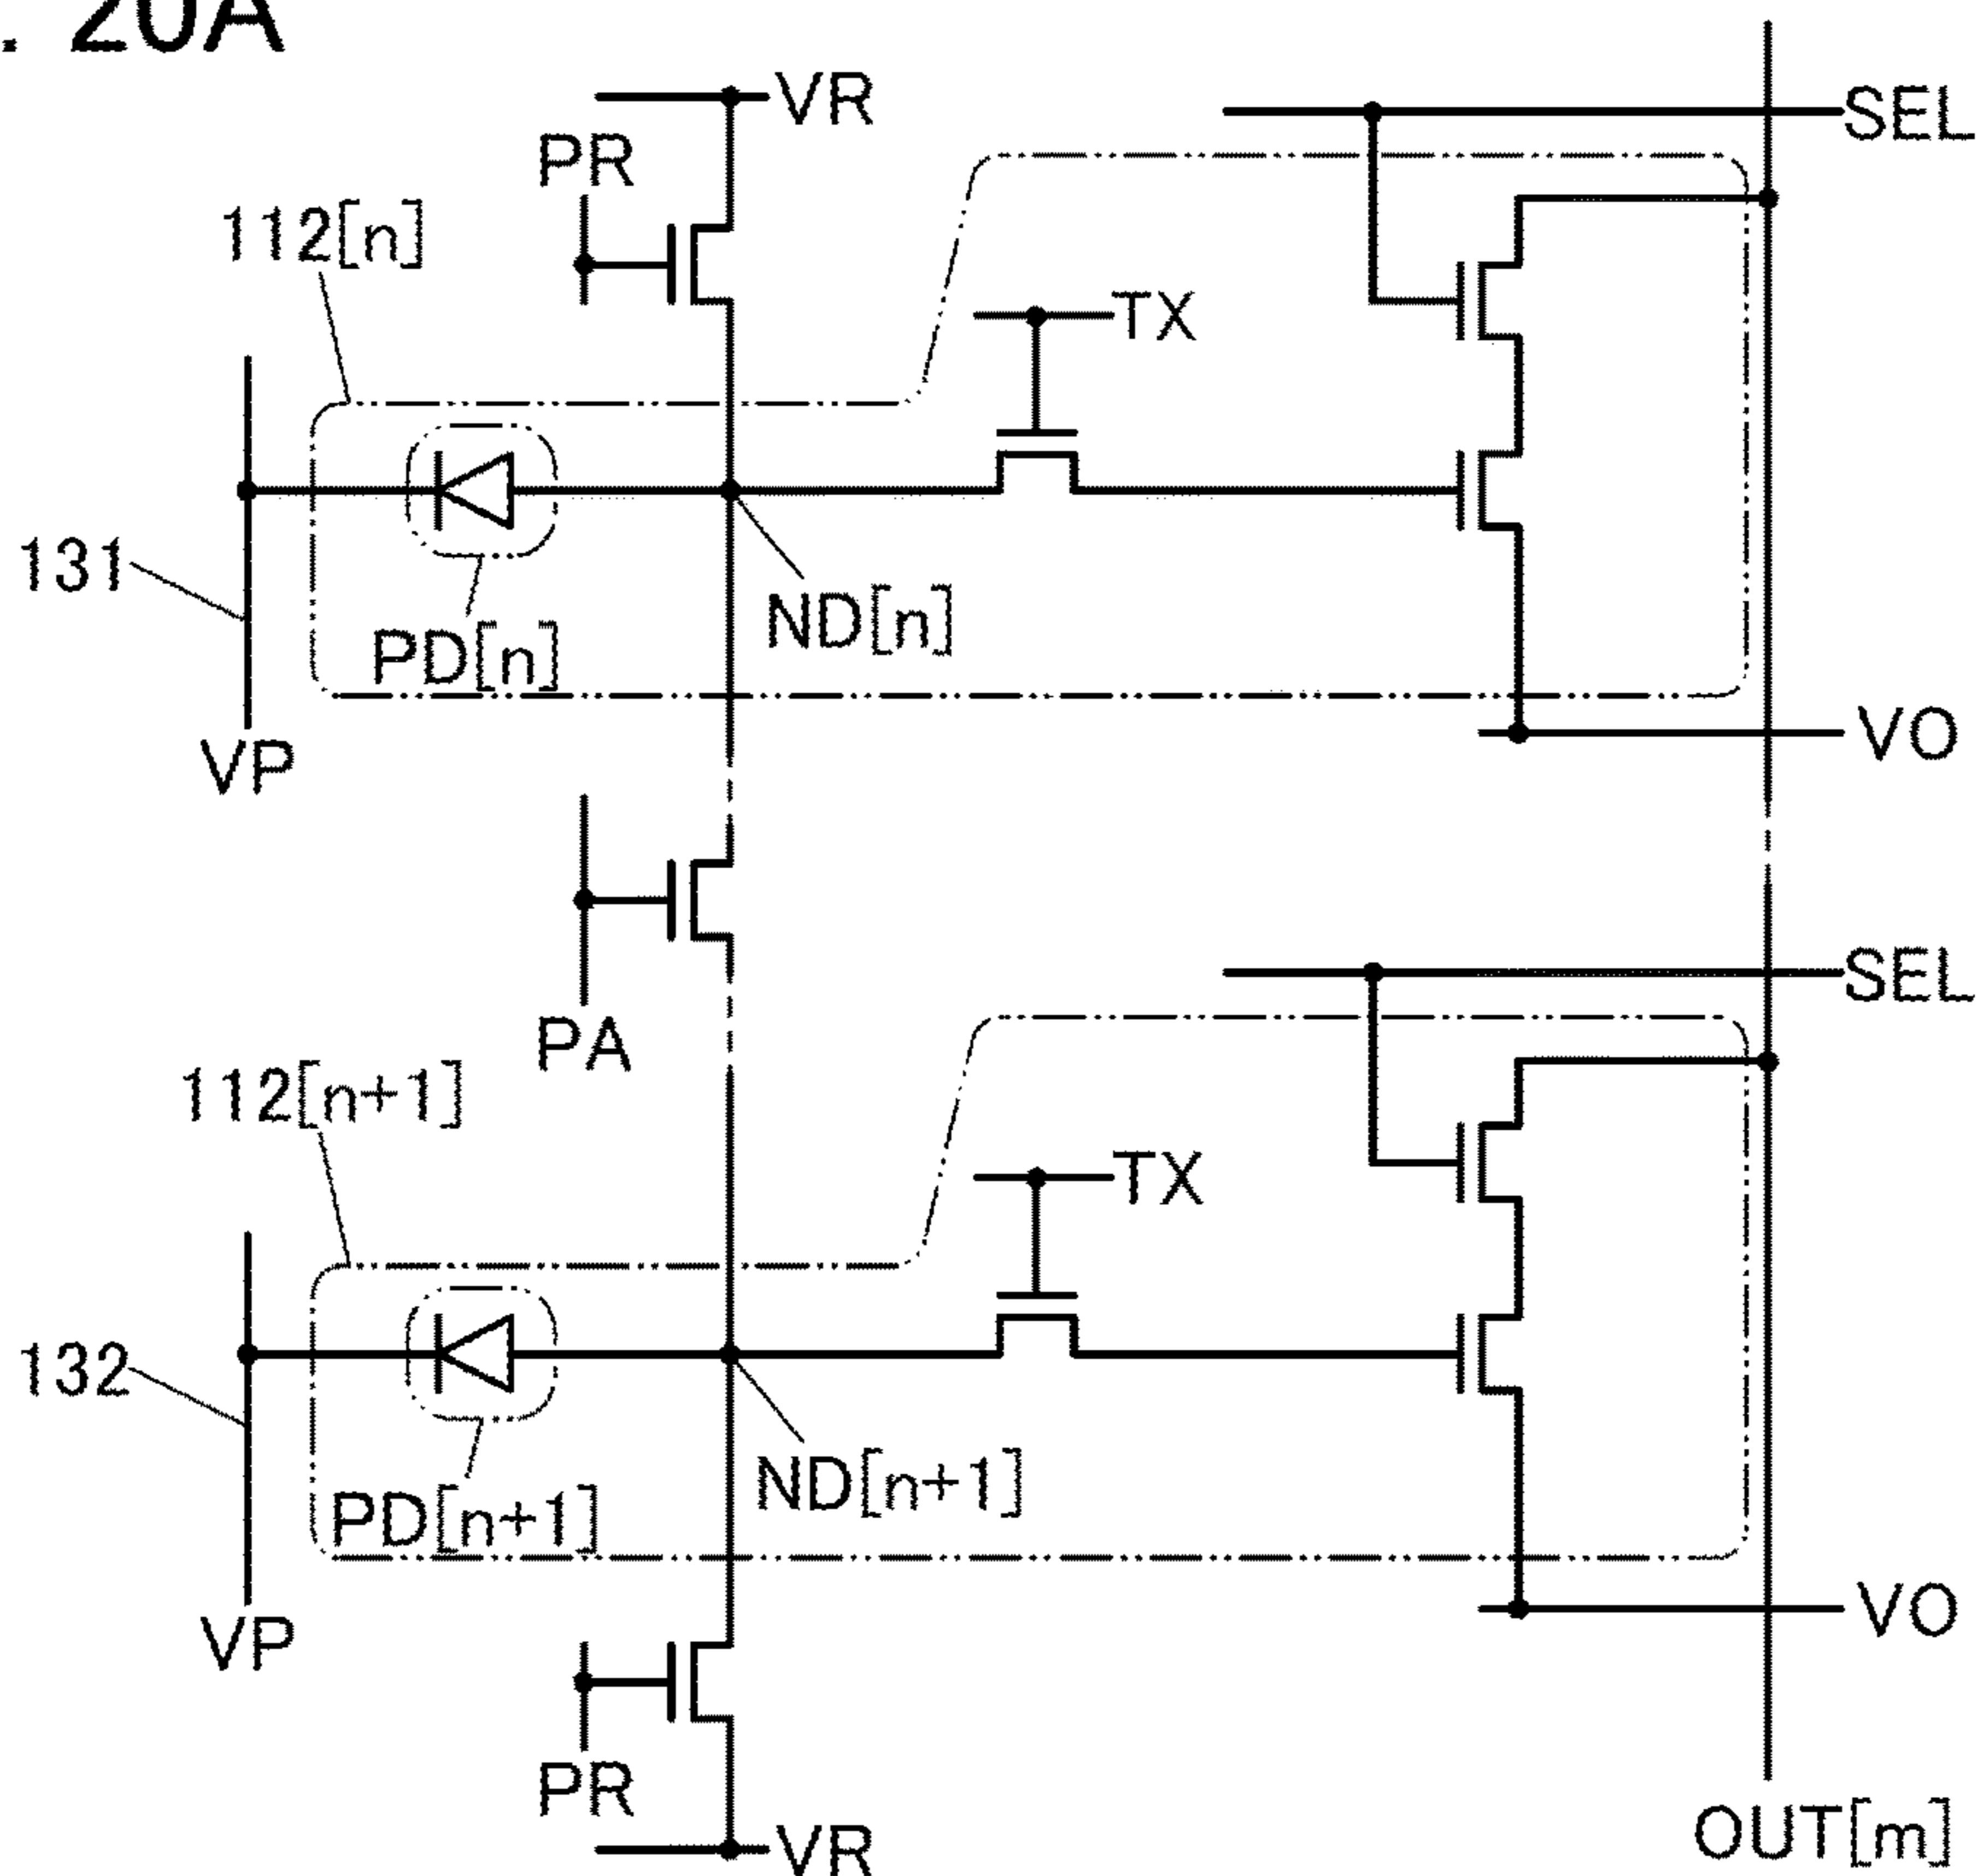 . 20A
VR
SEL
PR
112[n]
TX
131
ND[n]
PD[n]
VP
VO
SEL
PA
112[n+1]
TX
132
ND[n+1]
PD[n+1]
VP
VO
PR
VR
OUT[m]